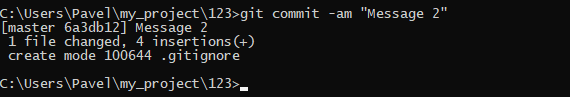 C:\Users\Pavel\my_project\123>git commit -am "Message 2"
[master 6a3db12] Message 2
 1 file changed, 4 insertions(+)
 create mode 100644 .gitignore

C:\Users\Pavel\my_project\123>